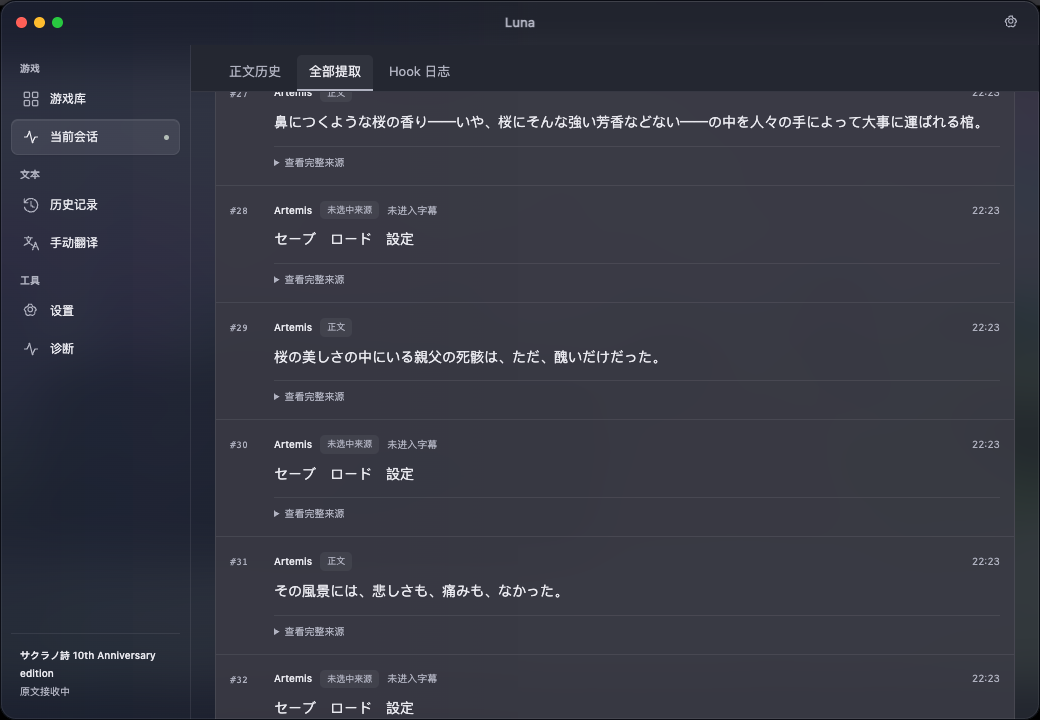 Luna
游戏
游戏库
当前会话
文本
历史记录
手动翻译
工具
设置
诊断
サクラノ詩 10th Anniversary
edition
原文接收中
正文历史 全部提取 Hook 日志
#27 Artemis 正文 22:23
鼻につくような桜の香り――いや、桜にそんな強い芳香などない――の中を人々の手によって大事に運ばれる棺。
▶ 查看完整来源
#28 Artemis 未选中来源 未进入字幕 22:23
セーブ　ロード　設定
▶ 查看完整来源
#29 Artemis 正文 22:23
桜の美しさの中にいる親父の死骸は、ただ、醜いだけだった。
▶ 查看完整来源
#30 Artemis 未选中来源 未进入字幕 22:23
セーブ　ロード　設定
▶ 查看完整来源
#31 Artemis 正文 22:23
その風景には、悲しさも、痛みも、なかった。
▶ 查看完整来源
#32 Artemis 未选中来源 未进入字幕 22:23
セーブ　ロード　設定